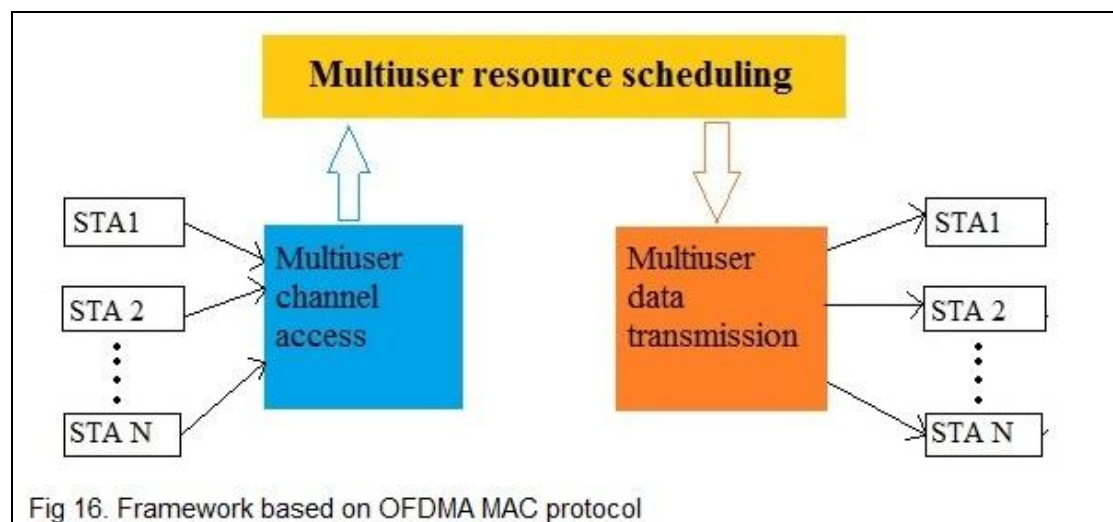 Multiuser resource scheduling
STA1
STA 2
STA N
Multiuser
channel
access
Multiuser
data
transmission
STA1
STA 2
STA N
Fig 16. Framework based on OFDMA MAC protocol